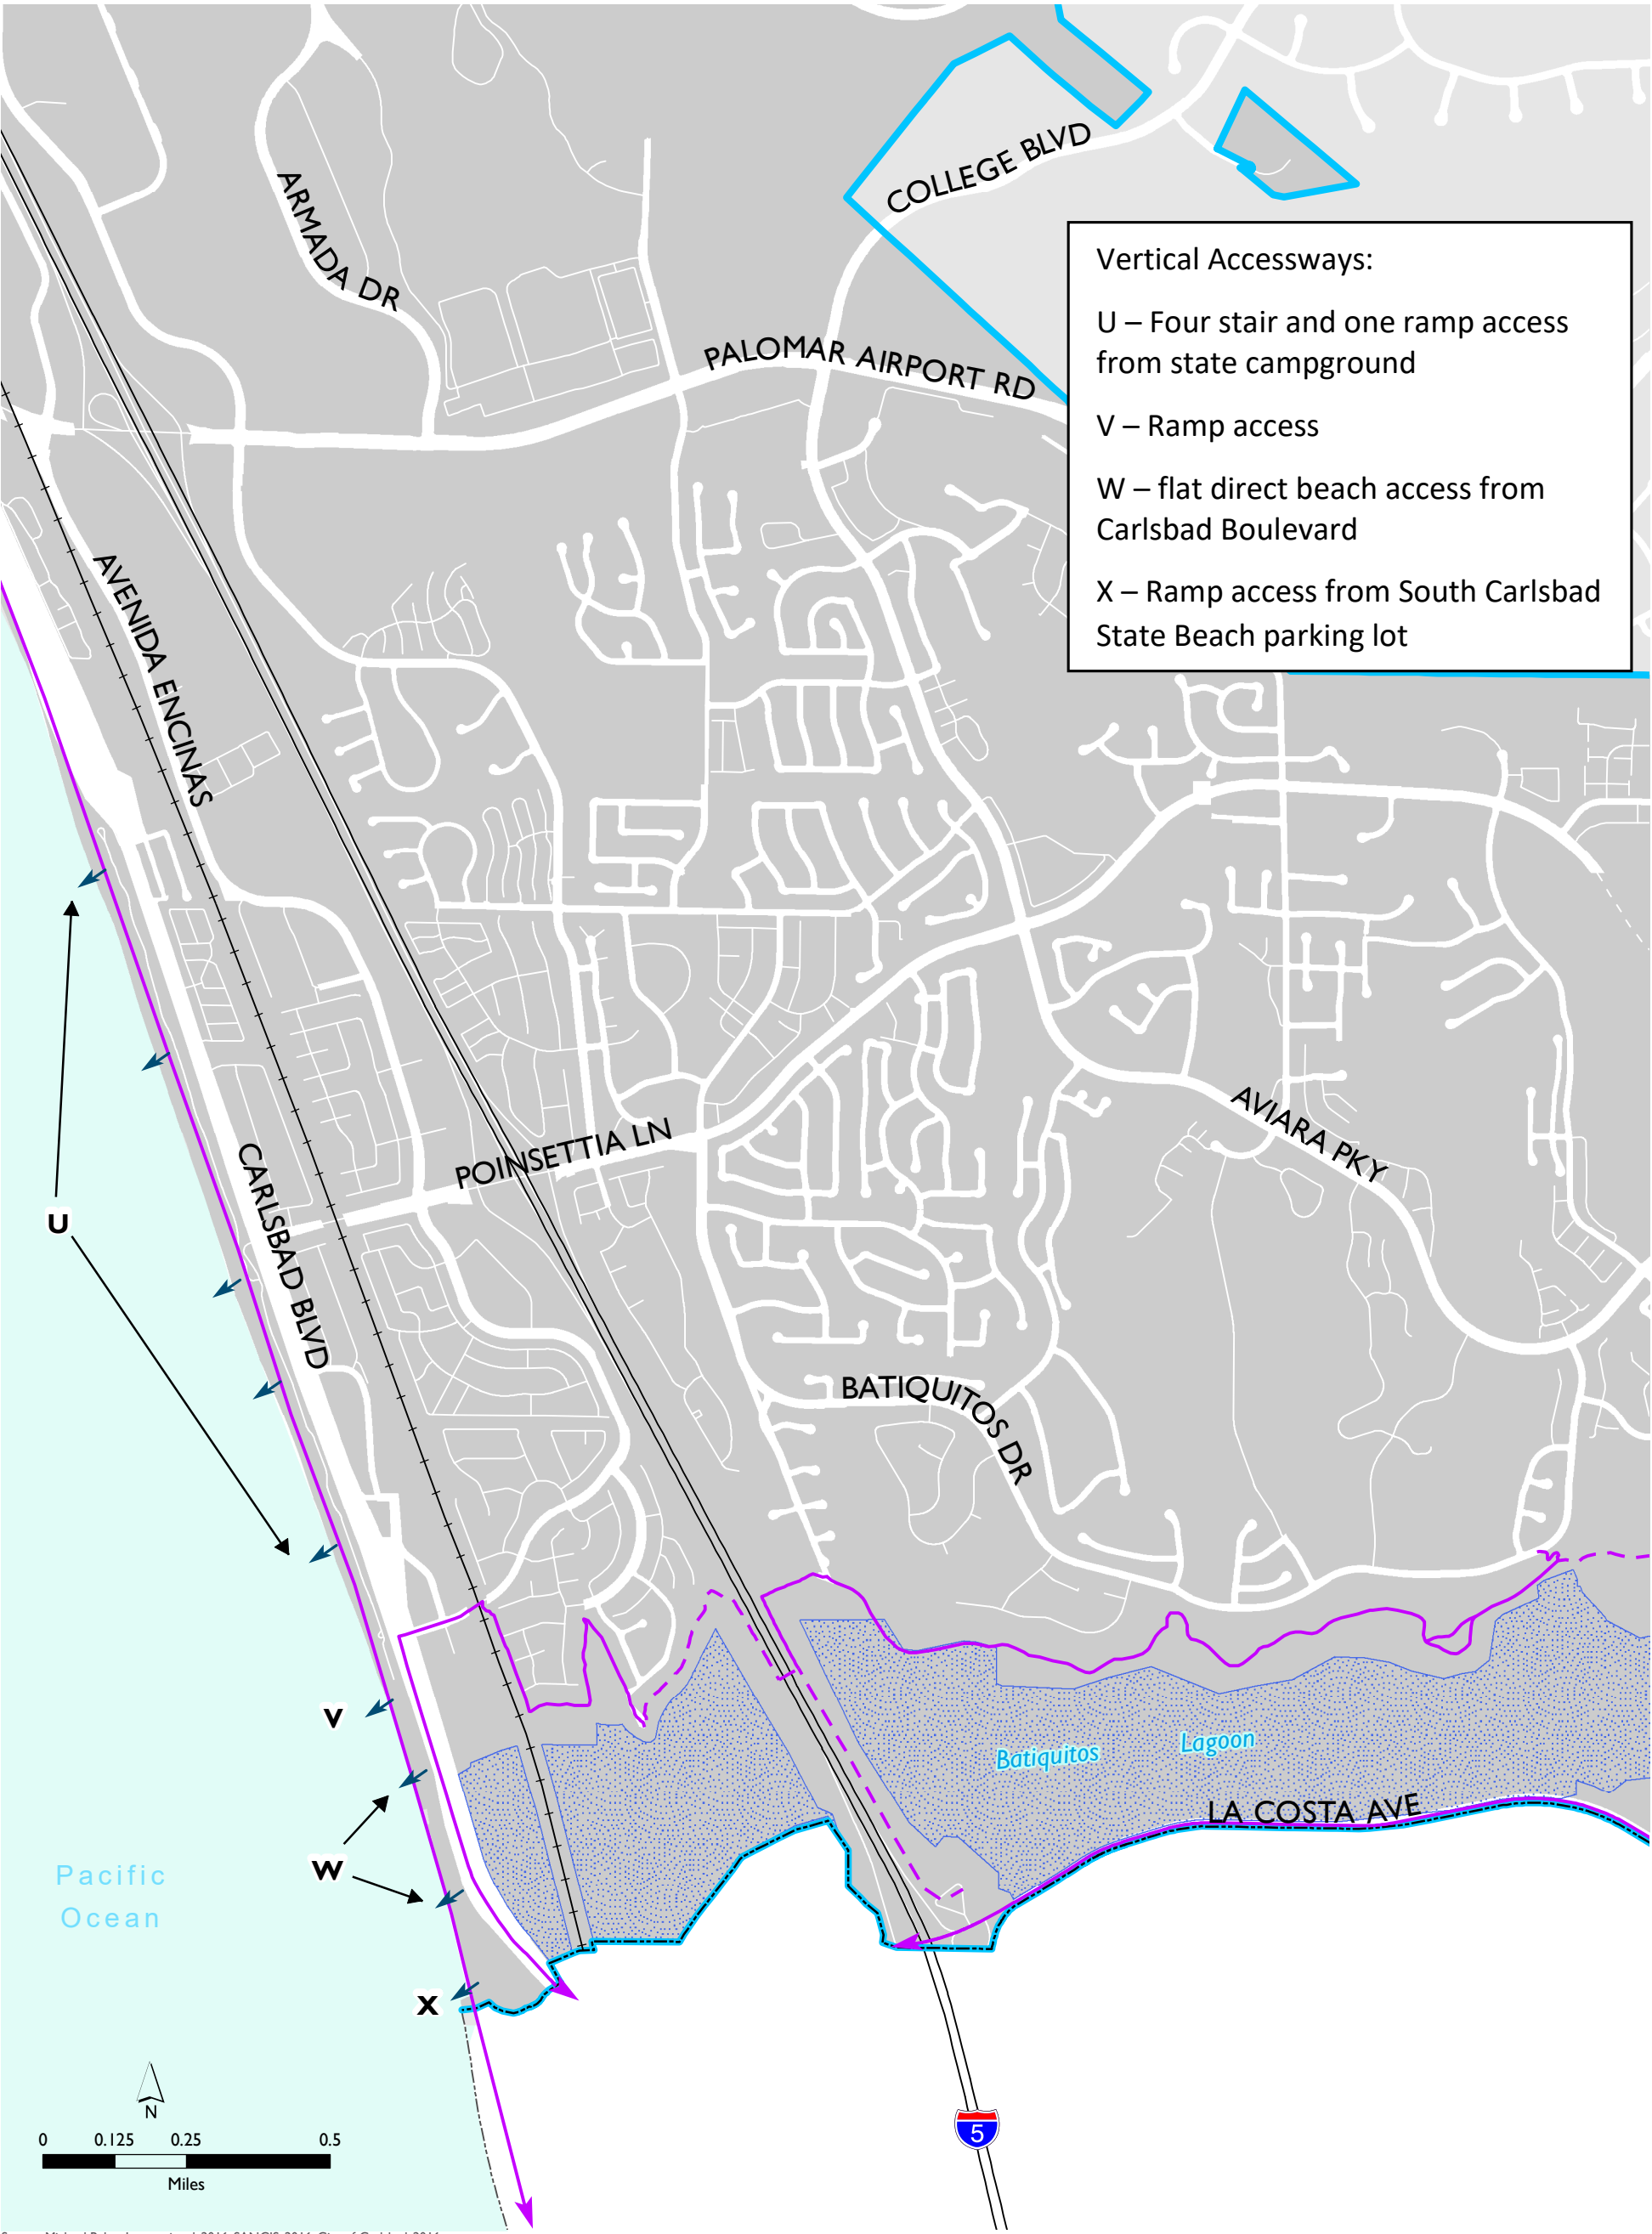 COLLEGE BLVD
ARMADA DR
PALOMAR AIRPORT RD
Vertical Accessways:
U – Four stair and one ramp access
from state campground
V – Ramp access
W – flat direct beach access from
Carlsbad Boulevard
X – Ramp access from South Carlsbad
State Beach parking lot
AVENIDA ENCINAS
AVIARA PKY
POINSETTIA LN
U
CARLSBAD BLVD
BATIQUITOS DR
V
Batiquitos Lagoon
LA COSTA AVE
W
Pacific
Ocean
X
N
0 0.125 0.25 0.5
Miles
5